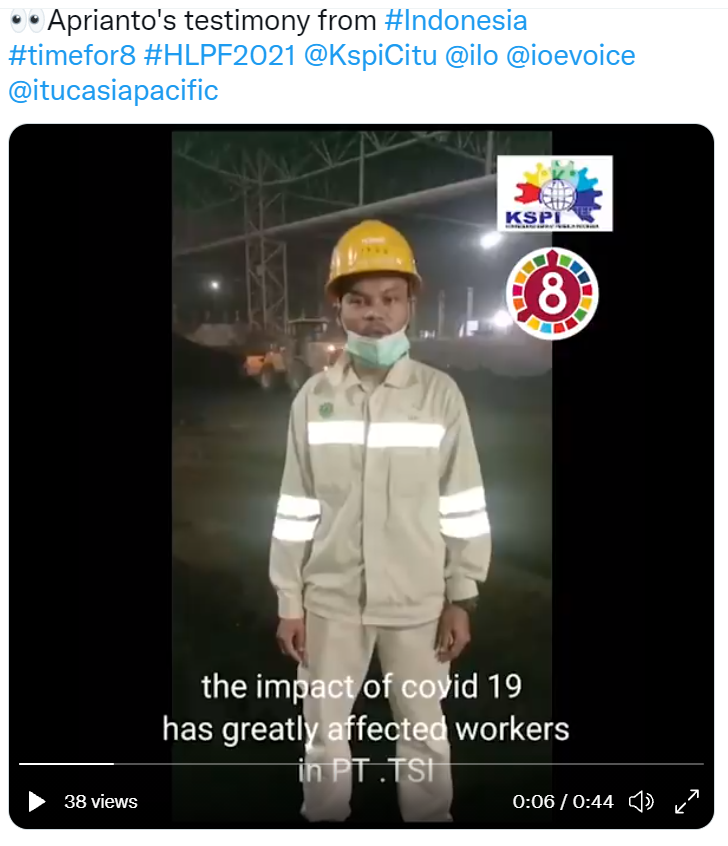 👀Aprianto's testimony from #Indonesia
#timefor8 #HLPF2021 @KspiCitu @ilo @ioevoice
@itucasiapacific
KSPI
8
the impact of covid 19
has greatly affected workers
in PT .TSI
38 views
0:06 / 0:44